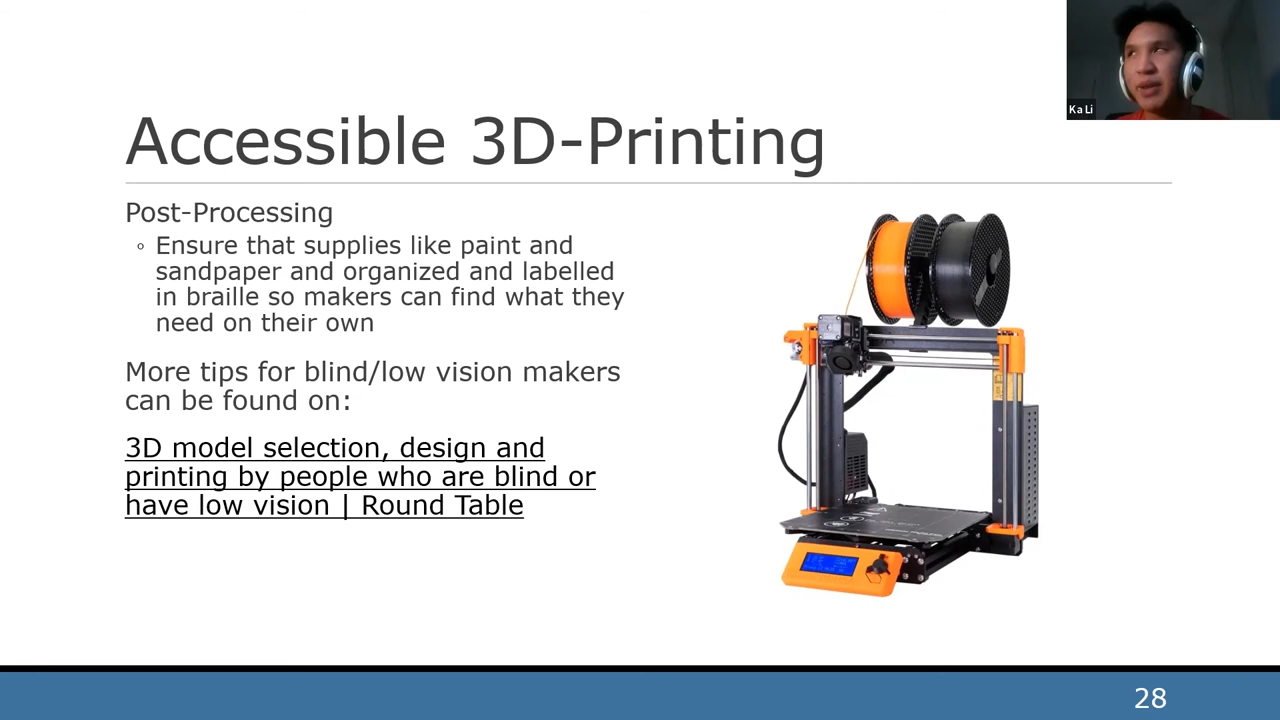 Ka Li
Accessible 3D-Printing
Post-Processing
◦ Ensure that supplies like paint and
sandpaper and organized and labelled
in braille so makers can find what they
need on their own
More tips for blind/low vision makers
can be found on:
3D model selection, design and
printing by people who are blind or
have low vision | Round Table
28